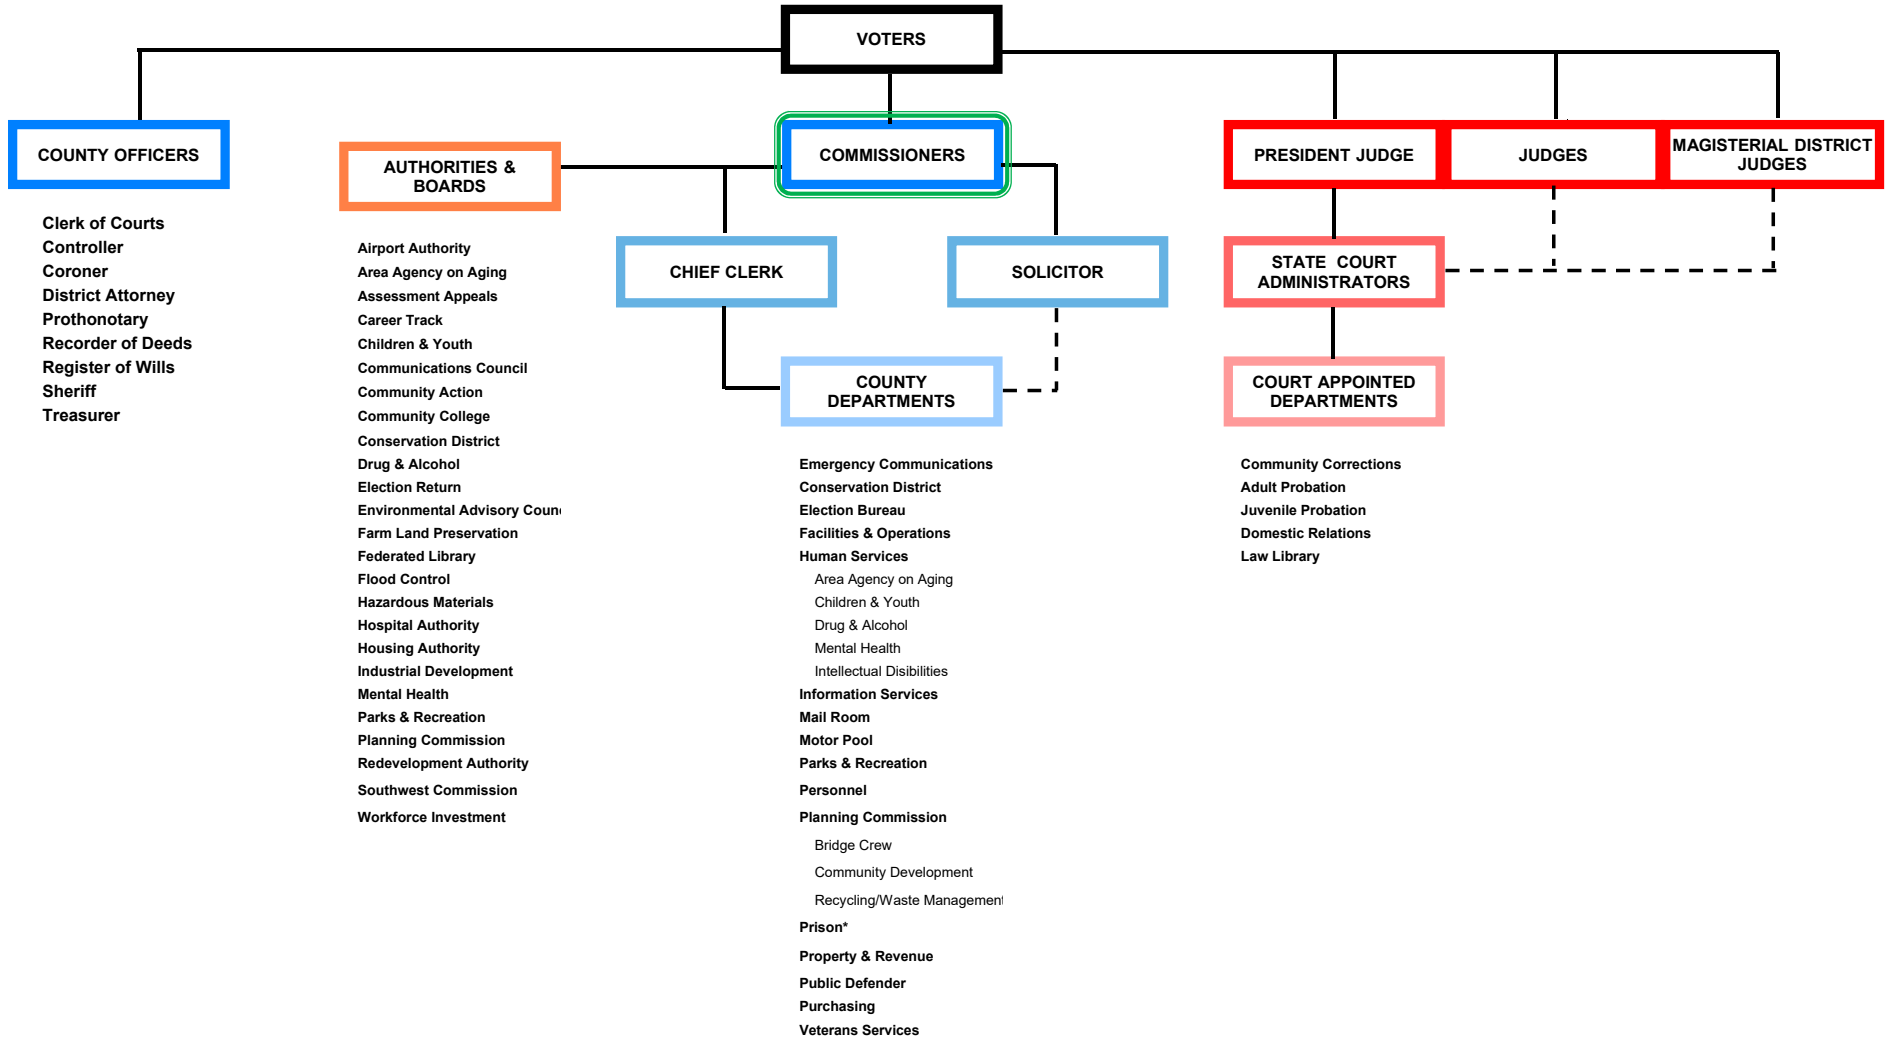 VOTERS
COUNTY OFFICERS
Clerk of Courts
Controller
Coroner
District Attorney
Prothonotary
Recorder of Deeds
Register of Wills
Sheriff
Treasurer
AUTHORITIES &
BOARDS
Airport Authority
Area Agency on Aging
Assessment Appeals
Career Track
Children & Youth
Communications Council
Community Action
Community College
Conservation District
Drug & Alcohol
Election Return
Environmental Advisory Coun
Farm Land Preservation
Federated Library
Flood Control
Hazardous Materials
Hospital Authority
Housing Authority
Industrial Development
Mental Health
Parks & Recreation
Planning Commission
Redevelopment Authority
Southwest Commission
Workforce Investment
COMMISSIONERS
CHIEF CLERK
SOLICITOR
COUNTY
DEPARTMENTS
Emergency Communications
Conservation District
Election Bureau
Facilities & Operations
Human Services
Area Agency on Aging
Children & Youth
Drug & Alcohol
Mental Health
Intellectual Disibilities
Information Services
Mail Room
Motor Pool
Parks & Recreation
Personnel
Planning Commission
Bridge Crew
Community Development
Recycling/Waste Management
Prison*
Property & Revenue
Public Defender
Purchasing
Veterans Services
PRESIDENT JUDGE
JUDGES
MAGISTERIAL DISTRICT
JUDGES
STATE COURT
ADMINISTRATORS
COURT APPOINTED
DEPARTMENTS
Community Corrections
Adult Probation
Juvenile Probation
Domestic Relations
Law Library